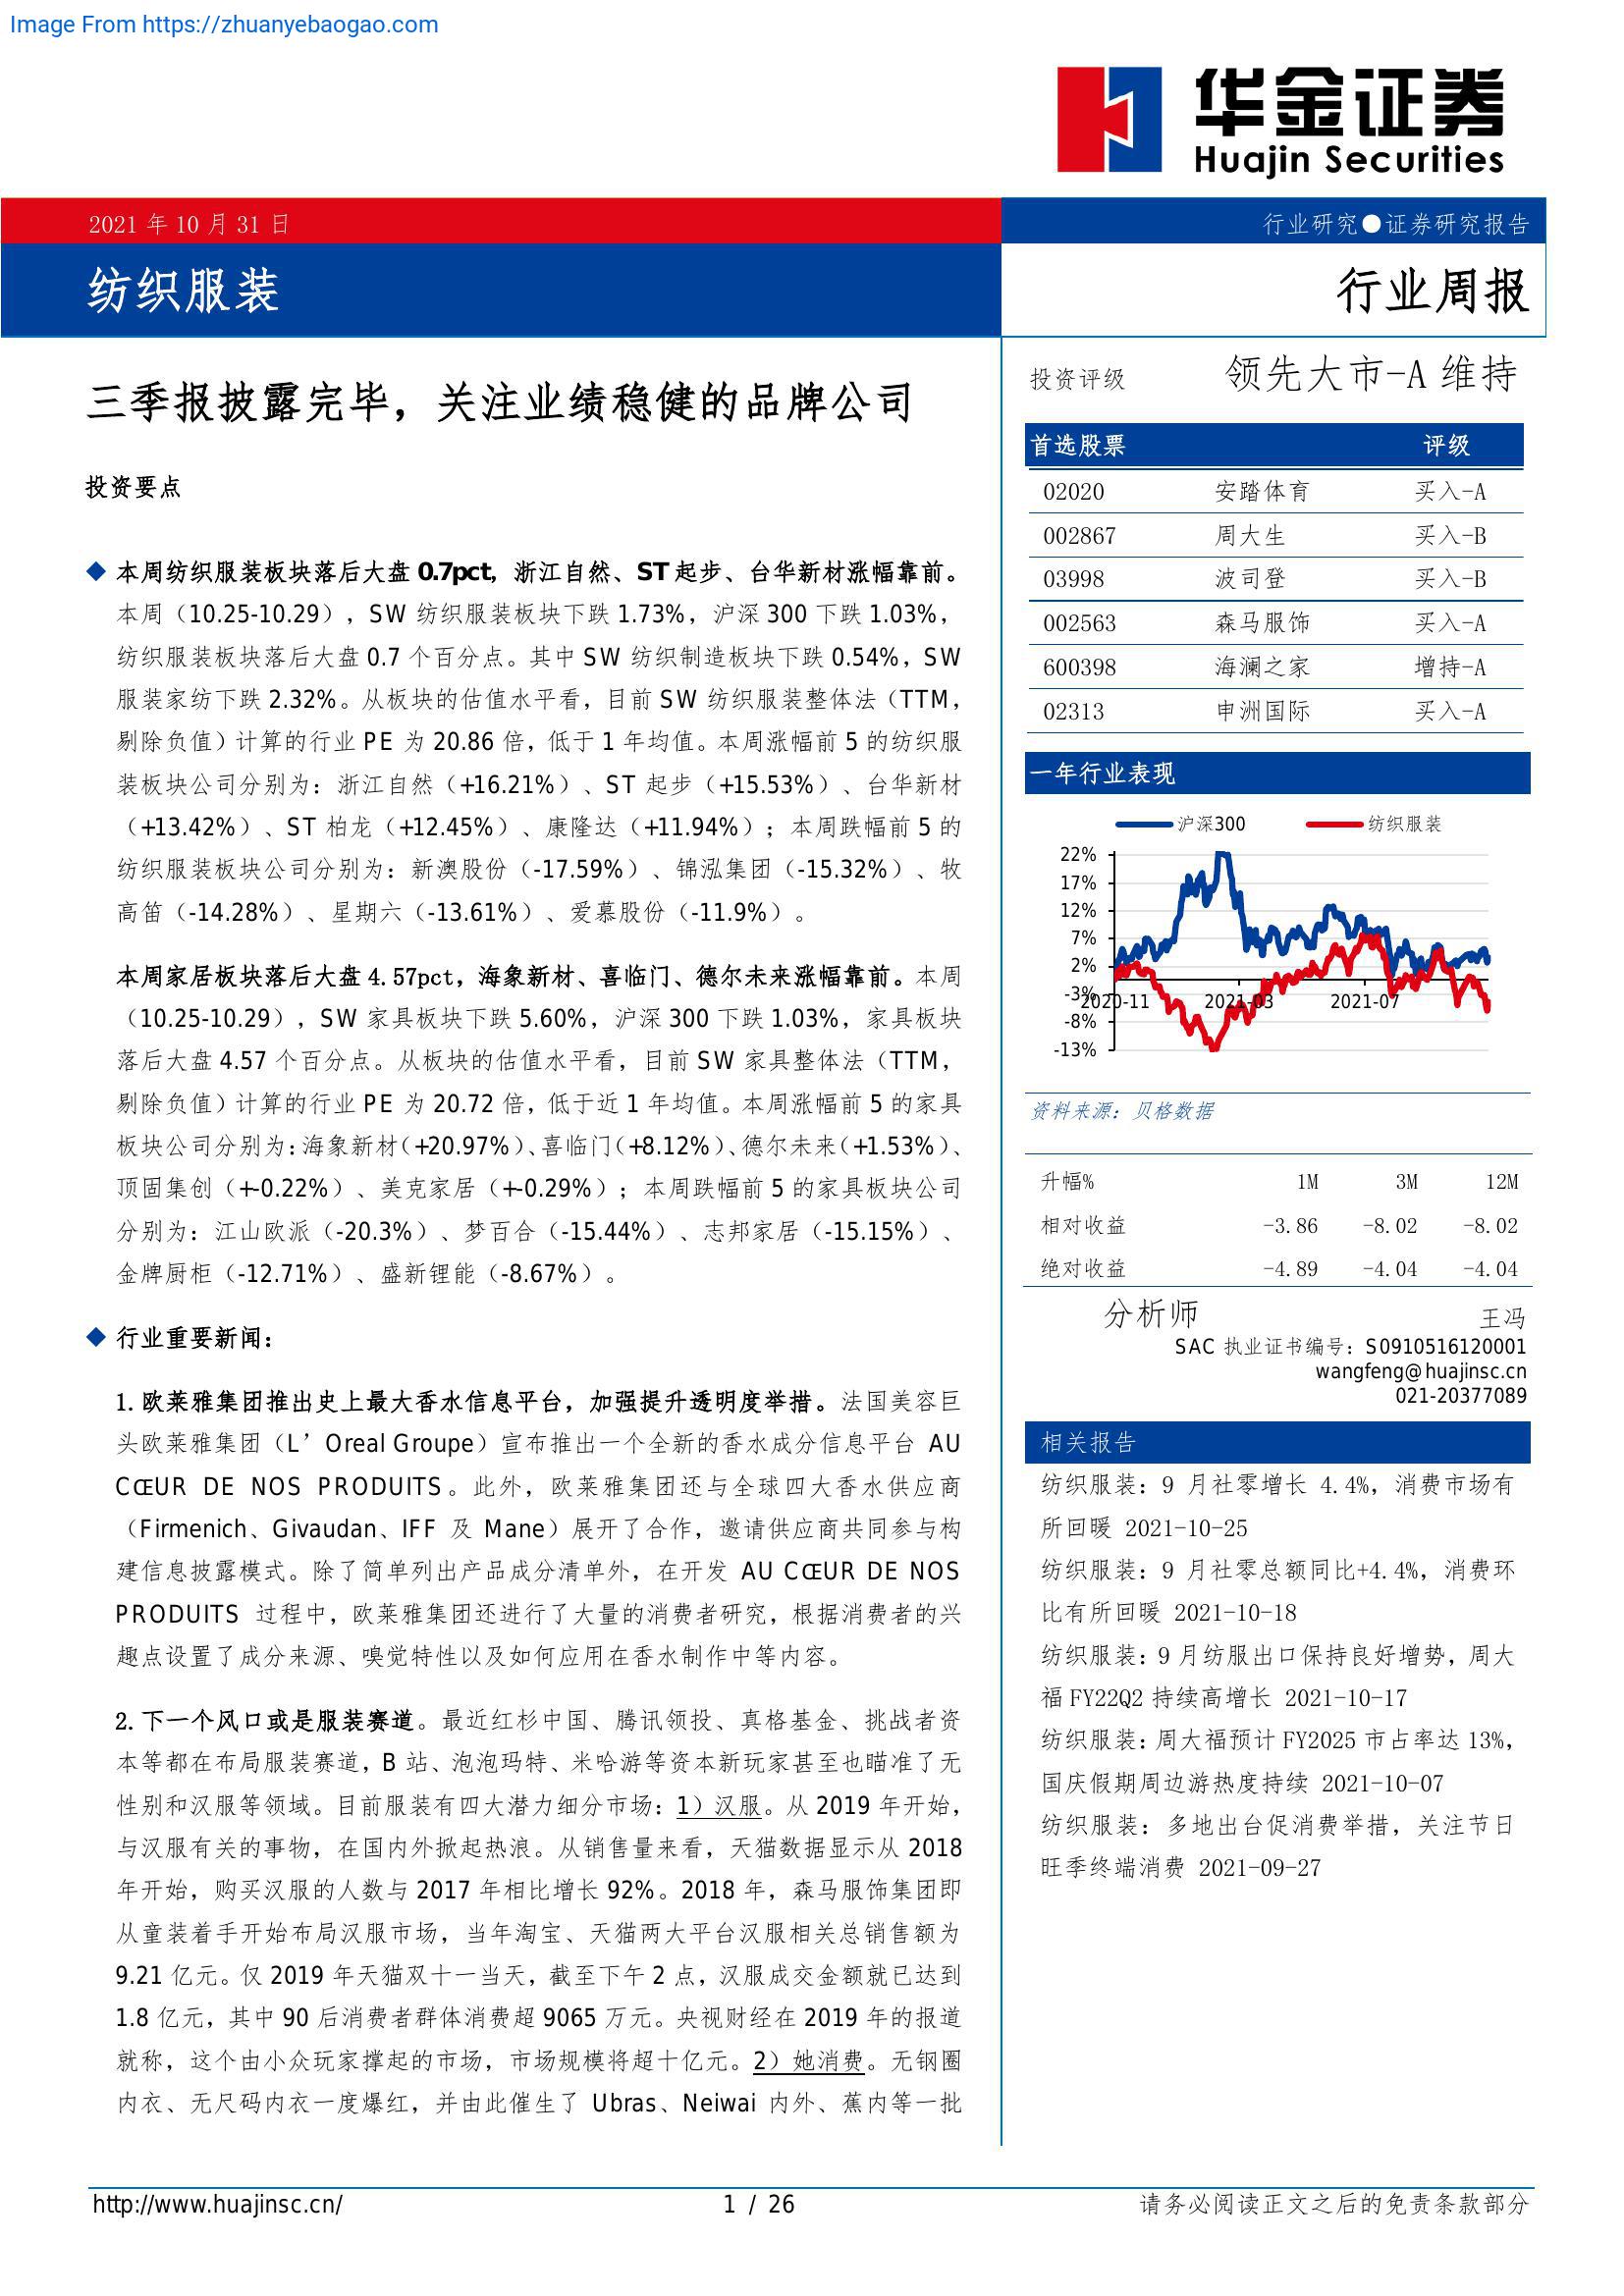 Image From https://zhuanyebaogao.com
华金证券
Huajin Securities
2021 年 10 月 31 日
行业研究●证券研究报告
纺织服装
行业周报
三季报披露完毕，关注业绩稳健的品牌公司
投资要点
◆ 本周纺织服装板块落后大盘 0.7pct，浙江自然、ST 起步、台华新材涨幅靠前。
本周（10.25-10.29），SW 纺织服装板块下跌 1.73%，沪深 300 下跌 1.03%，
纺织服装板块落后大盘 0.7 个百分点。其中 SW 纺织制造板块下跌 0.54%，SW
服装家纺下跌 2.32%。从板块的估值水平看，目前 SW 纺织服装整体法（TTM，
剔除负值）计算的行业 PE 为 20.86 倍，低于 1 年均值。本周涨幅前 5 的纺织服
装板块公司分别为：浙江自然（+16.21%）、ST 起步（+15.53%）、台华新材
（+13.42%）、ST 柏龙（+12.45%）、康隆达（+11.94%）；本周跌幅前 5 的
纺织服装板块公司分别为：新澳股份（-17.59%）、锦泓集团（-15.32%）、牧
高笛（-14.28%）、星期六（-13.61%）、爱慕股份（-11.9%）。
本周家居板块落后大盘 4.57pct，海象新材、喜临门、德尔未来涨幅靠前。本周
（10.25-10.29），SW 家具板块下跌 5.60%，沪深 300 下跌 1.03%，家具板块
落后大盘 4.57 个百分点。从板块的估值水平看，目前 SW 家具整体法（TTM，
剔除负值）计算的行业 PE 为 20.72 倍，低于近 1 年均值。本周涨幅前 5 的家具
板块公司分别为：海象新材（+20.97%）、喜临门（+8.12%）、德尔未来（+1.53%）、
顶固集创（+-0.22%）、美克家居（+-0.29%）；本周跌幅前 5 的家具板块公司
分别为：江山欧派（-20.3%）、梦百合（-15.44%）、志邦家居（-15.15%）、
金牌厨柜（-12.71%）、盛新锂能（-8.67%）。
◆ 行业重要新闻：
1. 欧莱雅集团推出史上最大香水信息平台，加强提升透明度举措。法国美容巨
头欧莱雅集团（L’Oreal Groupe）宣布推出一个全新的香水成分信息平台 AU
CŒUR DE NOS PRODUITS。此外，欧莱雅集团还与全球四大香水供应商
（Firmenich、Givaudan、IFF 及 Mane）展开了合作，邀请供应商共同参与构
建信息披露模式。除了简单列出产品成分清单外，在开发 AU CŒUR DE NOS
PRODUITS 过程中，欧莱雅集团还进行了大量的消费者研究，根据消费者的兴
趣点设置了成分来源、嗅觉特性以及如何应用在香水制作中等内容。
2. 下一个风口或是服装赛道。最近红杉中国、腾讯领投、真格基金、挑战者资
本等都在布局服装赛道，B 站、泡泡玛特、米哈游等资本新玩家甚至也瞄准了无
性别和汉服等领域。目前服装有四大潜力细分市场：1）汉服。从 2019 年开始，
与汉服有关的事物，在国内外掀起热浪。从销售量来看，天猫数据显示从 2018
年开始，购买汉服的人数与 2017 年相比增长 92%。2018 年，森马服饰集团即
从童装着手开始布局汉服市场，当年淘宝、天猫两大平台汉服相关总销售额为
9.21 亿元。仅 2019 年天猫双十一当天，截至下午 2 点，汉服成交金额就已达到
1.8 亿元，其中 90 后消费者群体消费超 9065 万元。央视财经在 2019 年的报道
就称，这个由小众玩家撑起的市场，市场规模将超十亿元。2）她消费。无钢圈
内衣、无尺码内衣一度爆红，并由此催生了 Ubras、Neiwai 内外、蕉内等一批
投资评级 领先大市-A 维持
首选股票 评级
02020 安踏体育 买入-A
002867 周大生 买入-B
03998 波司登 买入-B
002563 森马服饰 买入-A
600398 海澜之家 增持-A
02313 申洲国际 买入-A
一年行业表现
沪深300 纺织服装
22%
17%
12%
7%
2%
-3%
-8%
-13%
2020-11 2021-03 2021-07
资料来源：贝格数据
升幅% 1M 3M 12M
相对收益 -3.86 -8.02 -8.02
绝对收益 -4.89 -4.04 -4.04
分析师 王冯
SAC 执业证书编号：S0910516120001
wangfeng@huajinsc.cn
021-20377089
相关报告
纺织服装：9 月社零增长 4.4%，消费市场有
所回暖 2021-10-25
纺织服装：9 月社零总额同比+4.4%，消费环
比有所回暖 2021-10-18
纺织服装：9 月纺服出口保持良好增势，周大
福 FY22Q2 持续高增长 2021-10-17
纺织服装：周大福预计 FY2025 市占率达 13%，
国庆假期周边游热度持续 2021-10-07
纺织服装：多地出台促消费举措，关注节日
旺季终端消费 2021-09-27
http://www.huajinsc.cn/ 1 / 26 请务必阅读正文之后的免责条款部分